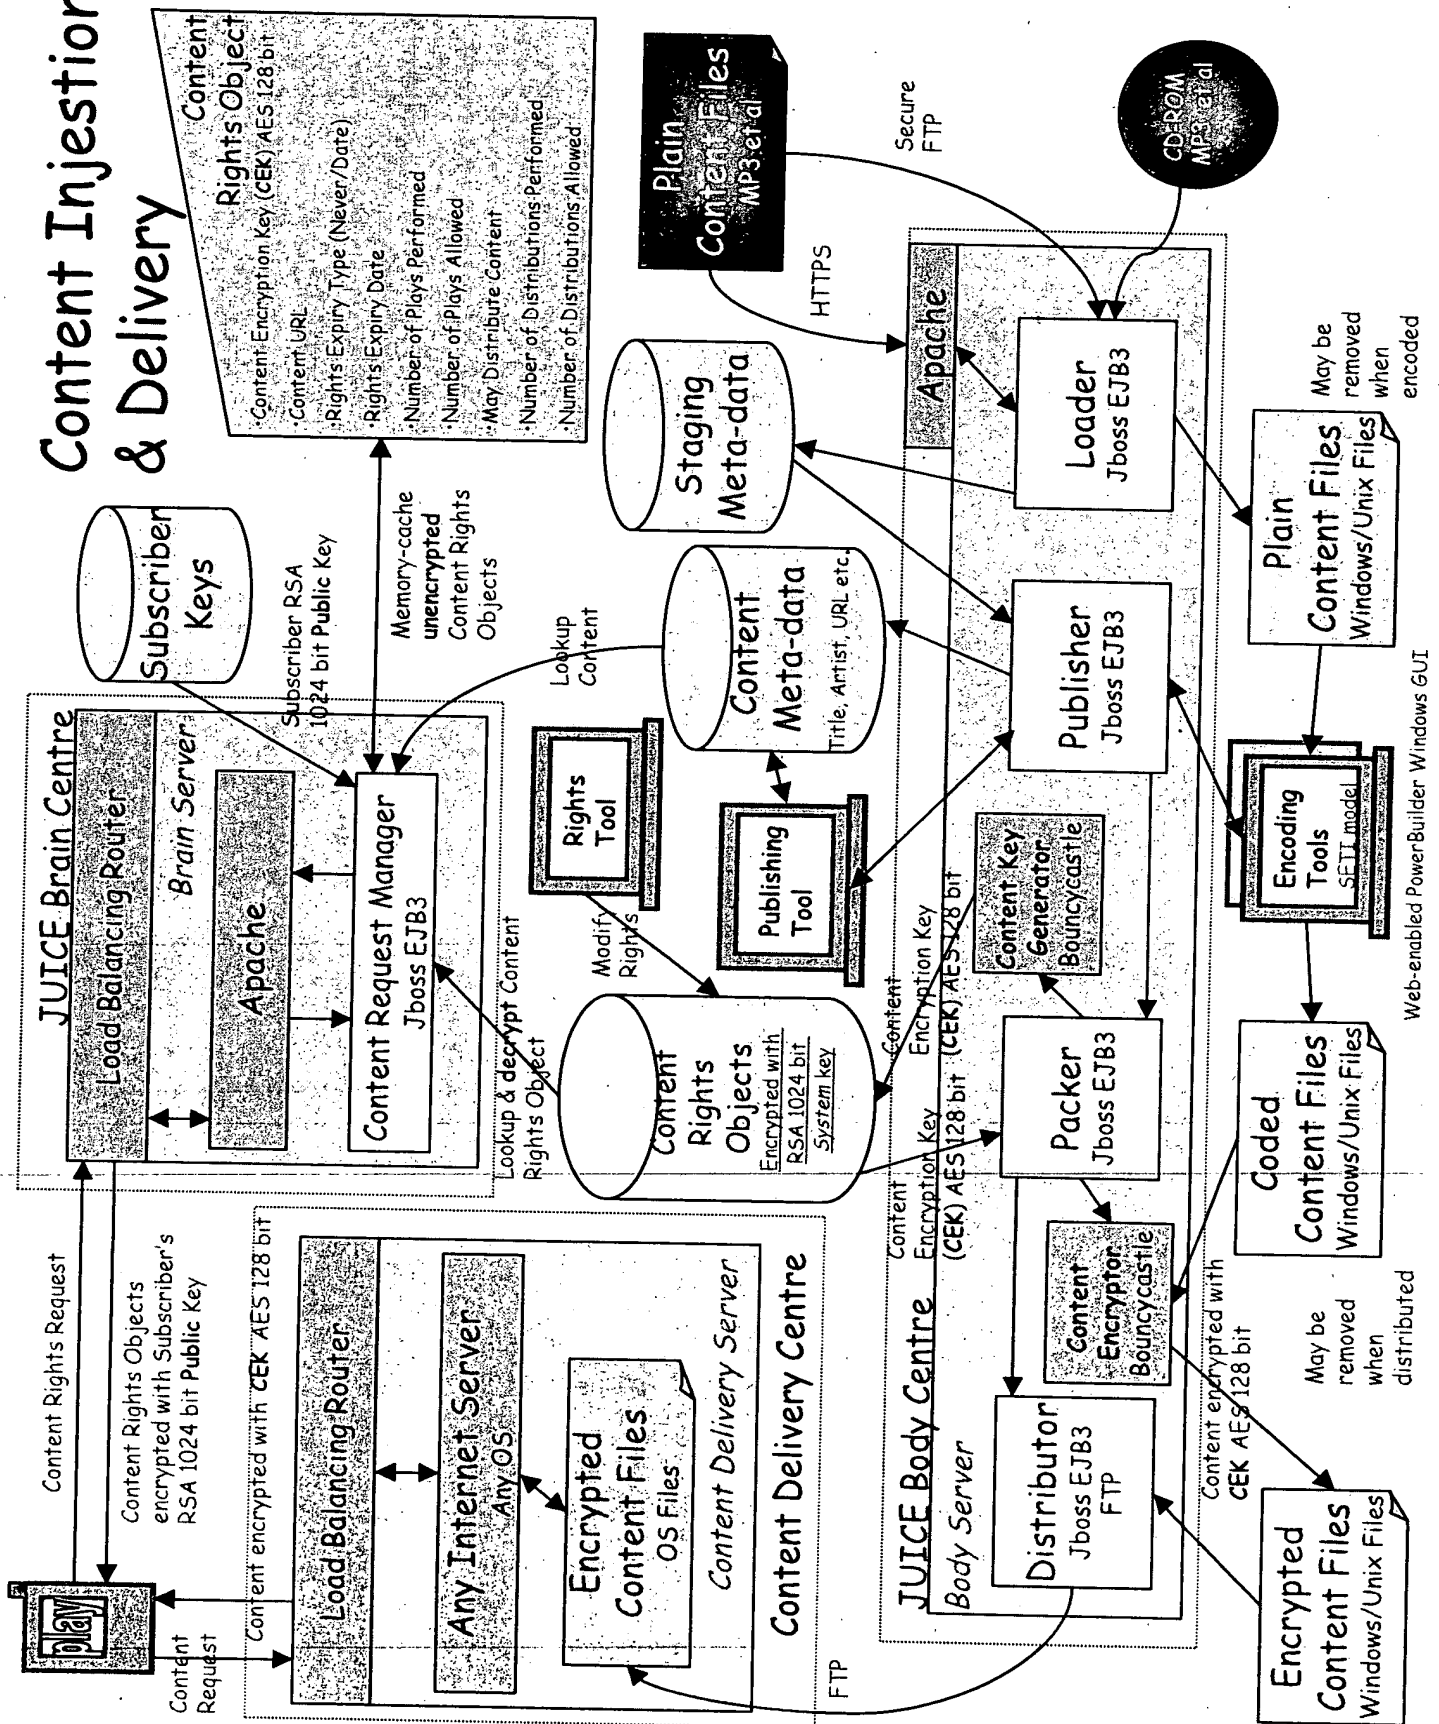 Content Injestion
& Delivery
Content
Rights Object
•Content Encryption Key (CEK) AES 128 bit
•Content URL
•Rights Expiry Type (Never/Date)
•Rights Expiry Date
•Number of Plays Performed
•Number of Plays Allowed
•May Distribute Content
•Number of Distributions Performed
•Number of Distributions Allowed
play
Content Rights Request
Content Rights Objects
encrypted with Subscriber's
RSA 1024 bit Public Key
Content
Request
Content encrypted with CEK AES 128 bit
JUICE Brain Centre
Load Balancing Router
Brain Server
Apache
Content Request Manager
Jboss EJB3
Subscriber
Keys
Subscriber RSA
1024 bit Public Key
Memory-cache
unencrypted
Content Rights
Objects
Lookup
Content
Lookup & decrypt Content
Rights Object
Load Balancing Router
Any Internet Server
Any OS
Encrypted
Content Files
OS Files
Content Delivery Server
Content Delivery Centre
FTP
Content
Rights
Objects
Encrypted with
RSA 1024 bit
System key
Modify
Rights
Rights
Tool
Publishing
Tool
Content
Meta-data
Title, Artist, URL etc.
Staging
Meta-data
Plain
Content Files
MP3 et al
HTTPS
Secure
FTP
CD-ROM
MP3 et al
JUICE Body Centre
Body Server
Apache
Content
Encryption Key
(CEK) AES 128 bit
Content
Encryption Key
(CEK) AES 128 bit
Distributor
Jboss EJB3
FTP
Content
Encryptor
Bouncycastle
Packer
Jboss EJB3
Content Key
Generator
Bouncycastle
Publisher
Jboss EJB3
Loader
Jboss EJB3
Encrypted
Content Files
Windows/Unix Files
Content encrypted with
CEK AES 128 bit
May be
removed
when
distributed
Coded
Content Files
Windows/Unix Files
Encoding
Tools
SETI model
Web-enabled PowerBuilder Windows GUI
Plain
Content Files
Windows/Unix Files
May be
removed
when
encoded